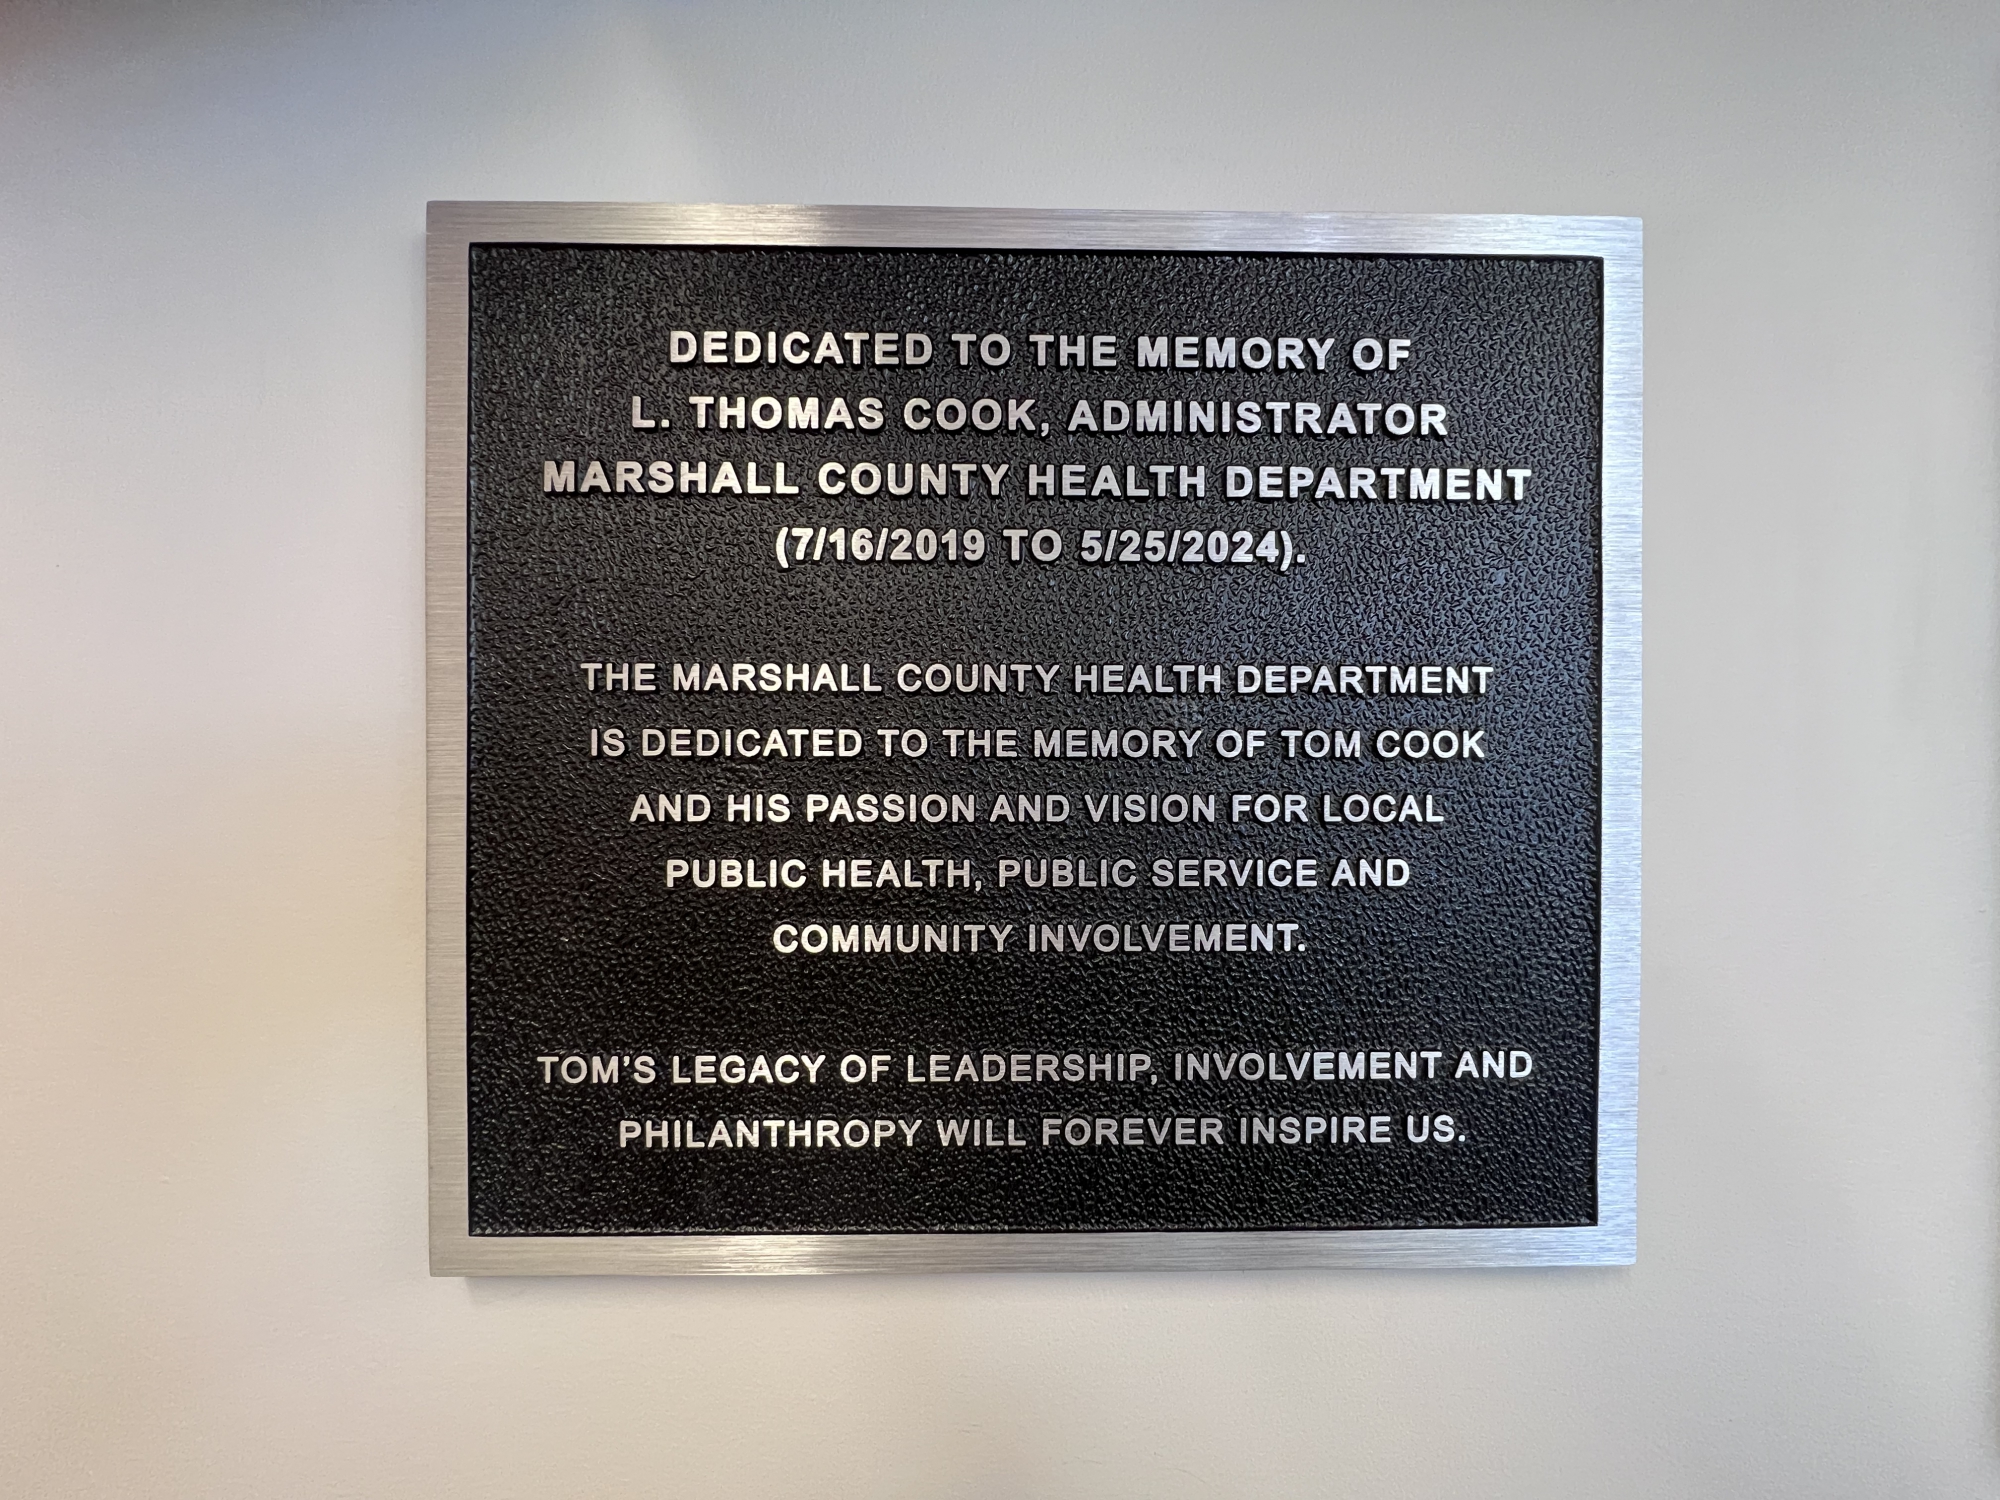 DEDICATED TO THE MEMORY OF
L. THOMAS COOK, ADMINISTRATOR
MARSHALL COUNTY HEALTH DEPARTMENT
(7/16/2019 TO 5/25/2024).
THE MARSHALL COUNTY HEALTH DEPARTMENT
IS DEDICATED TO THE MEMORY OF TOM COOK
AND HIS PASSION AND VISION FOR LOCAL
PUBLIC HEALTH, PUBLIC SERVICE AND
COMMUNITY INVOLVEMENT.
TOM'S LEGACY OF LEADERSHIP, INVOLVEMENT AND
PHILANTHROPY WILL FOREVER INSPIRE US.